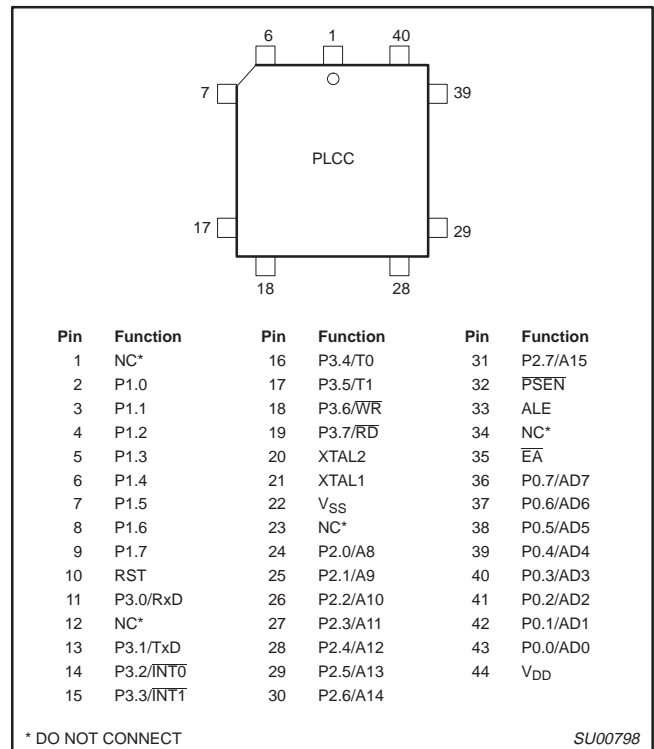 6 1 40
7 39
PLCC
17 29
18 28
Pin Function Pin Function Pin Function
1 NC* 16 P3.4/T0 31 P2.7/A15
2 P1.0 17 P3.5/T1 32 P̅S̅E̅N̅
3 P1.1 18 P3.6/W̅R̅ 33 ALE
4 P1.2 19 P3.7/R̅D̅ 34 NC*
5 P1.3 20 XTAL2 35 E̅A̅
6 P1.4 21 XTAL1 36 P0.7/AD7
7 P1.5 22 VSS 37 P0.6/AD6
8 P1.6 23 NC* 38 P0.5/AD5
9 P1.7 24 P2.0/A8 39 P0.4/AD4
10 RST 25 P2.1/A9 40 P0.3/AD3
11 P3.0/RxD 26 P2.2/A10 41 P0.2/AD2
12 NC* 27 P2.3/A11 42 P0.1/AD1
13 P3.1/TxD 28 P2.4/A12 43 P0.0/AD0
14 P3.2/I̅N̅T̅0̅ 29 P2.5/A13 44 VDD
15 P3.3/I̅N̅T̅1̅ 30 P2.6/A14
* DO NOT CONNECT SU00798